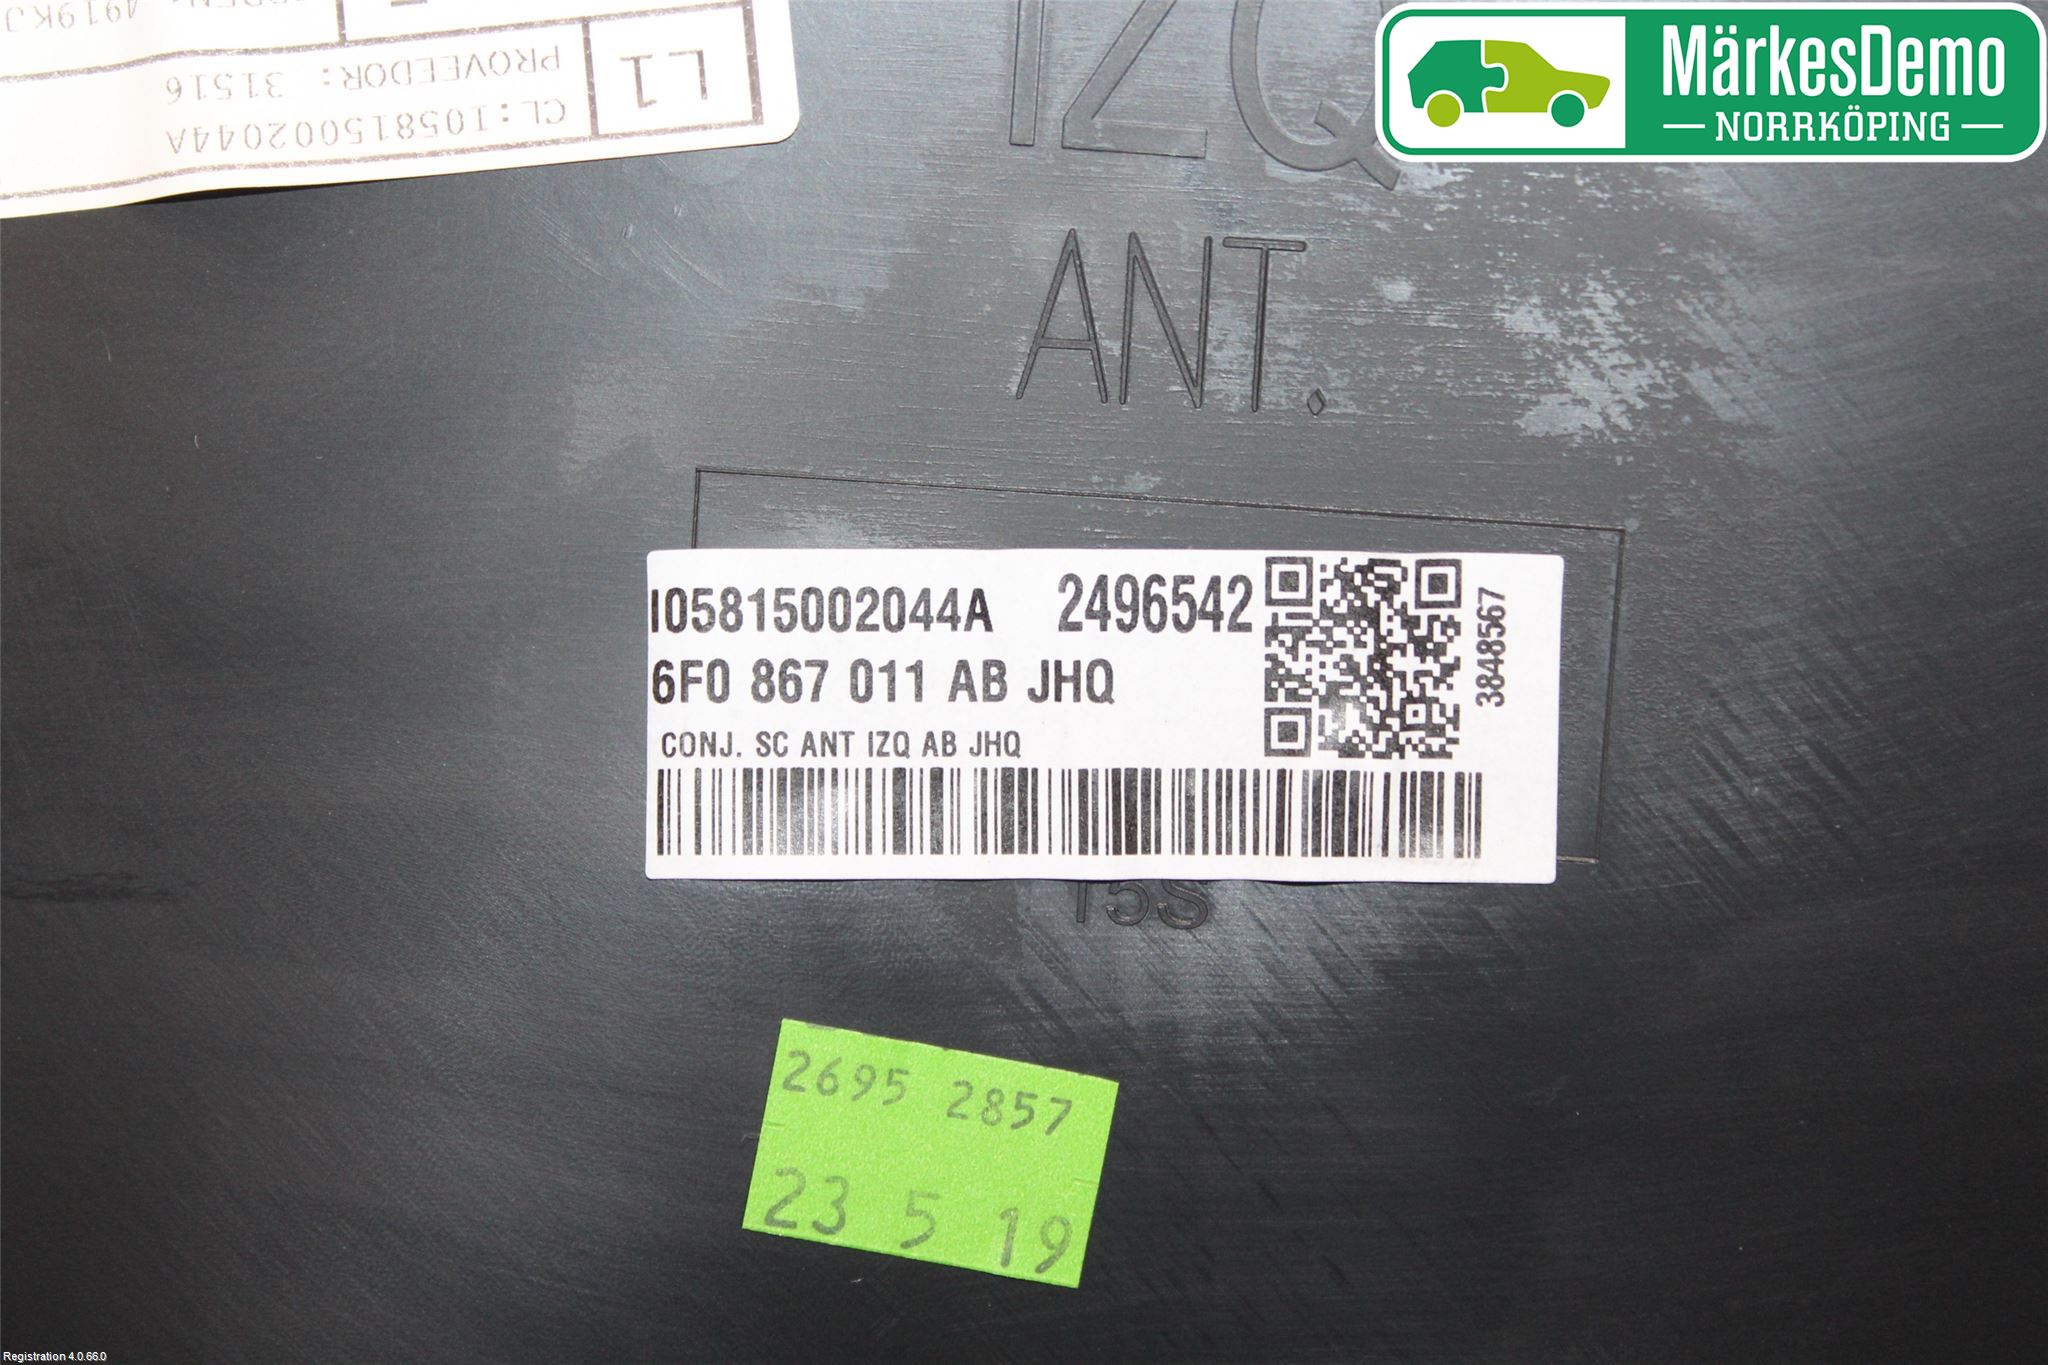 4919KJ
L1
PROVEEDOR: 31516
CL:I05815002044A
IZQ
ANT.
MärkesDemo
NORRKÖPING
I05815002044A 2496542
6F0 867 011 AB JHQ
3848567
CONJ. SC ANT IZQ AB JHQ
15S
2695 2857
23 5 19
Registration 4.0.66.0